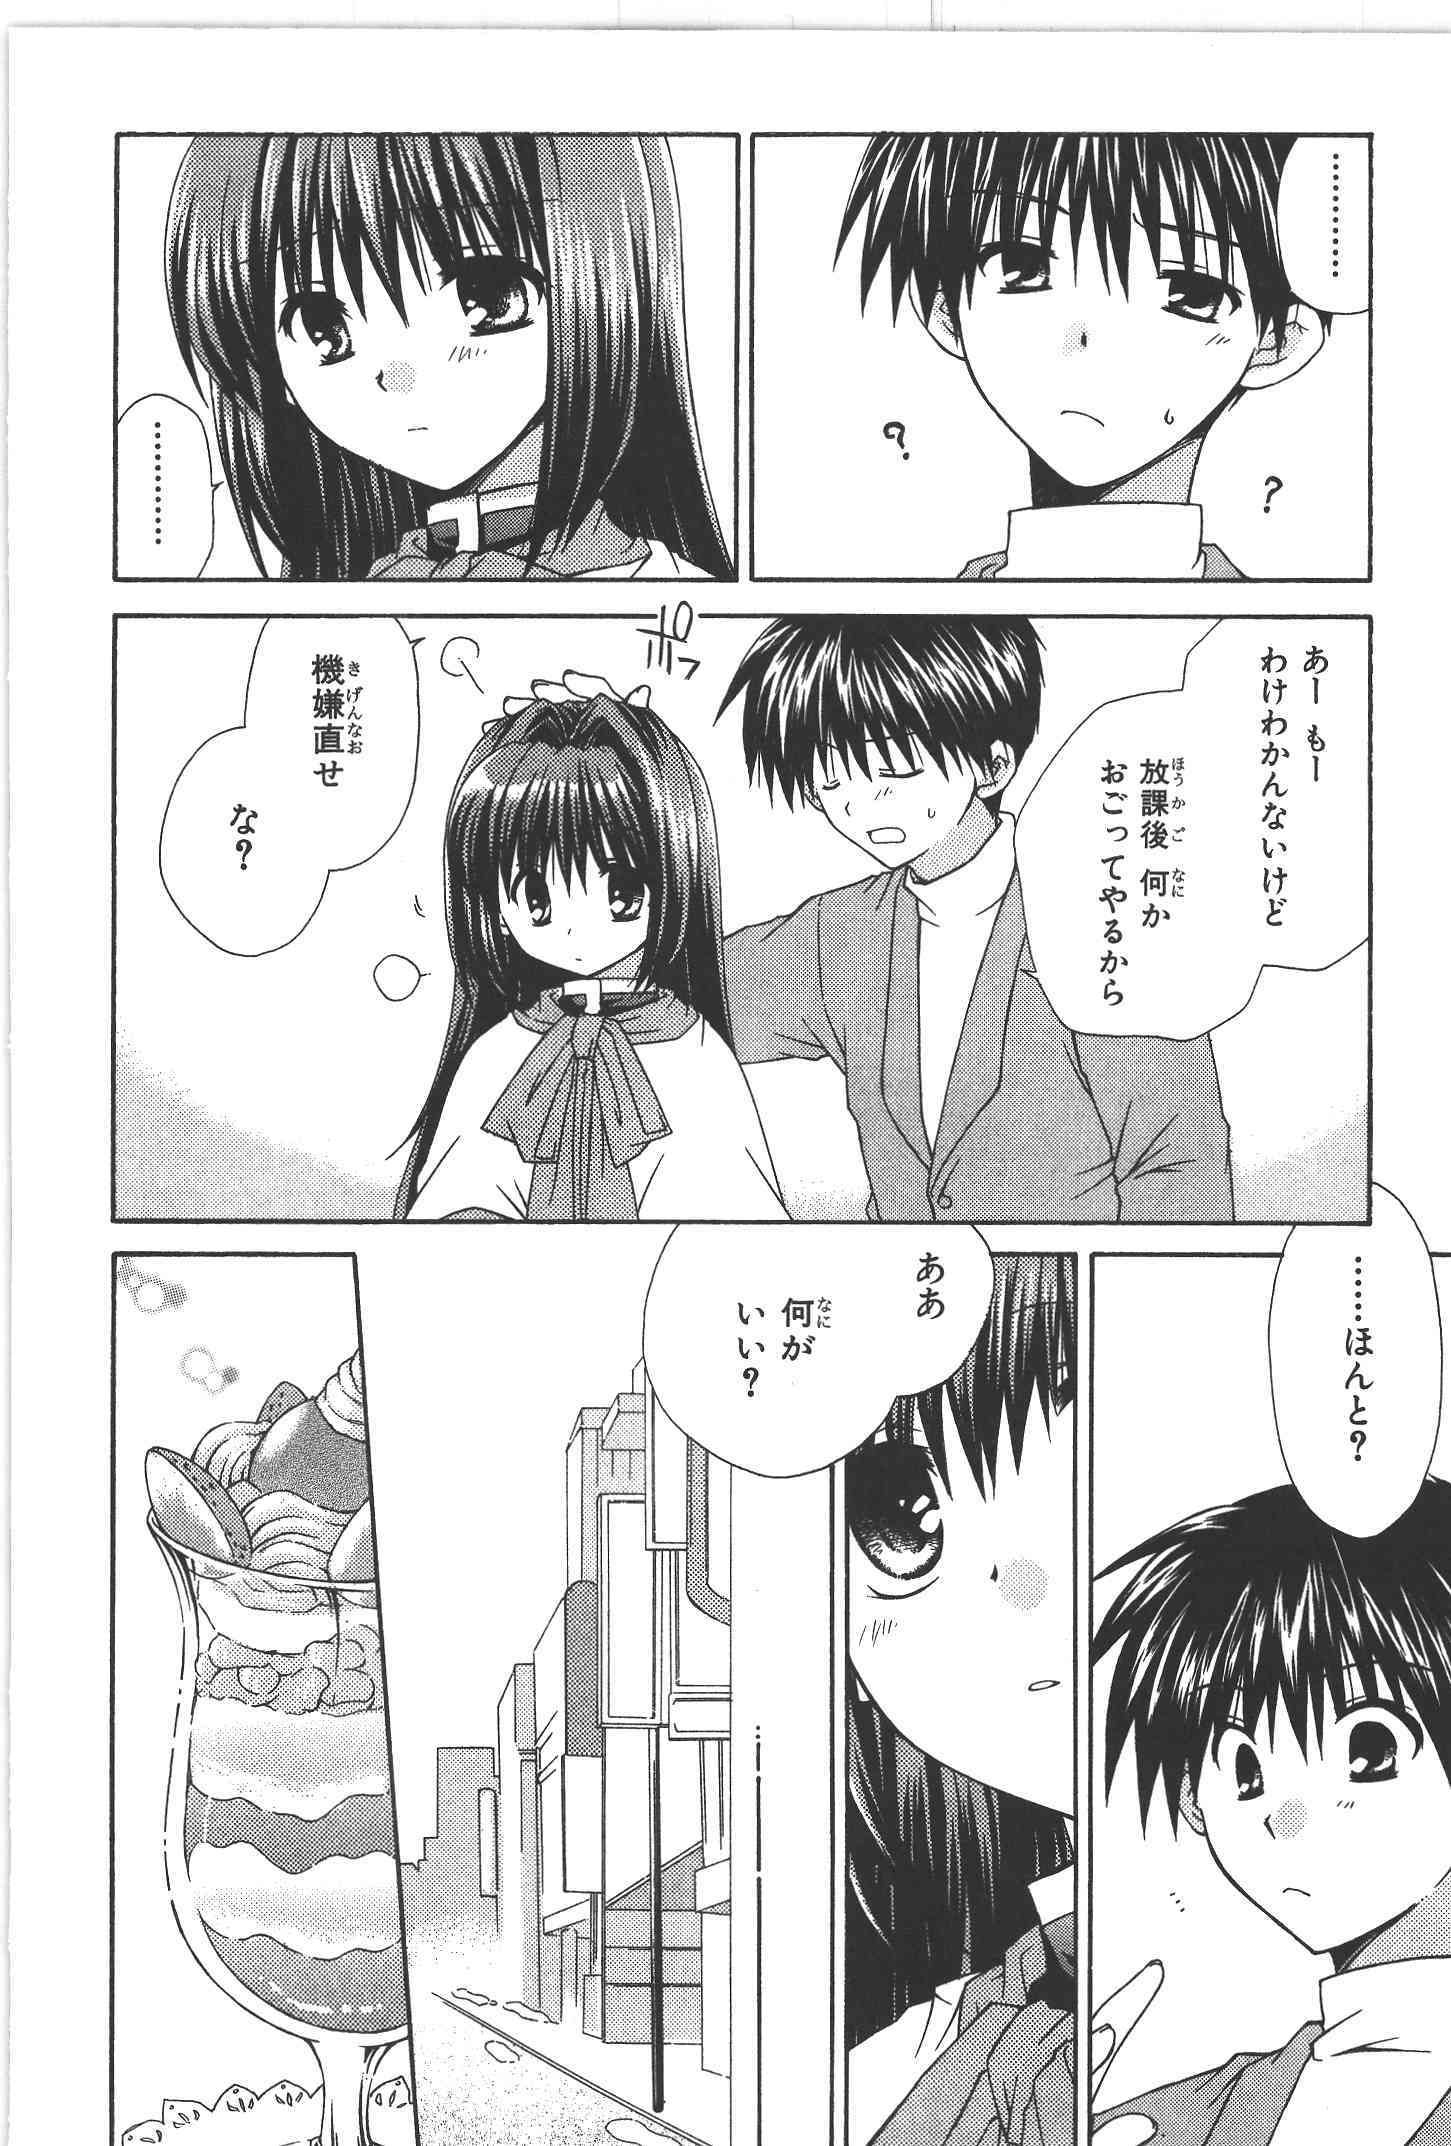 …………
？
？
…………
あー もー
わけわかんないけど
放課後 何か
おごってやるから
ポフッ
機嫌直せ
な？
……ほんと？
ああ
何が
いい？